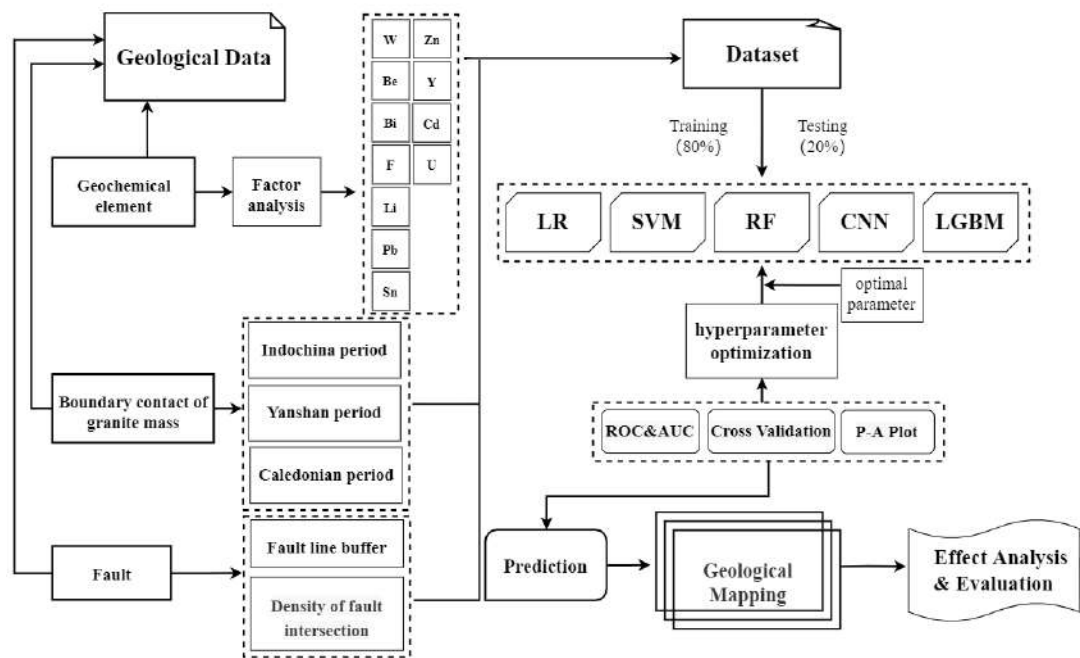 Geological Data
Geochemical
element
Factor
analysis
W
Zn
Be
Y
Bi
Cd
F
U
Li
Pb
Sn
Boundary contact of
granite mass
Indochina period
Yanshan period
Caledonian period
Fault
Fault line buffer
Density of fault
intersection
Dataset
Training
(80%)
Testing
(20%)
LR
SVM
RF
CNN
LGBM
optimal
parameter
hyperparameter
optimization
ROC&AUC
Cross Validation
P-A Plot
Prediction
Geological
Mapping
Effect Analysis
& Evaluation